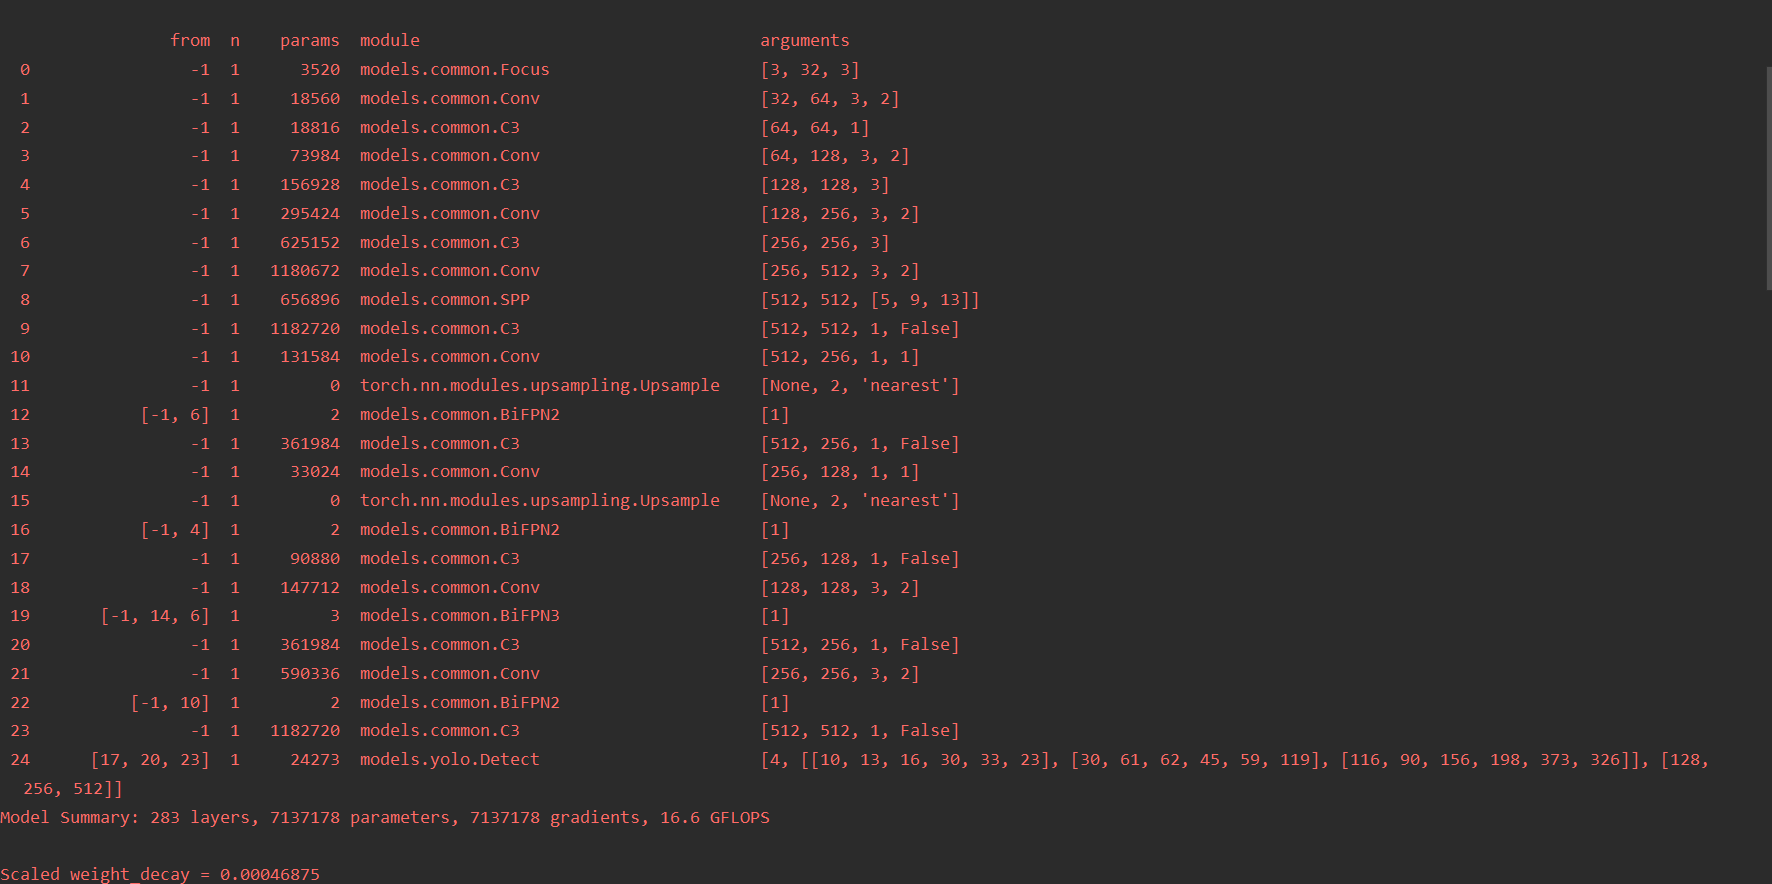 from n params module arguments
0 -1 1 3520 models.common.Focus [3, 32, 3]
1 -1 1 18560 models.common.Conv [32, 64, 3, 2]
2 -1 1 18816 models.common.C3 [64, 64, 1]
3 -1 1 73984 models.common.Conv [64, 128, 3, 2]
4 -1 1 156928 models.common.C3 [128, 128, 3]
5 -1 1 295424 models.common.Conv [128, 256, 3, 2]
6 -1 1 625152 models.common.C3 [256, 256, 3]
7 -1 1 1180672 models.common.Conv [256, 512, 3, 2]
8 -1 1 656896 models.common.SPP [512, 512, [5, 9, 13]]
9 -1 1 1182720 models.common.C3 [512, 512, 1, False]
10 -1 1 131584 models.common.Conv [512, 256, 1, 1]
11 -1 1 0 torch.nn.modules.upsampling.Upsample [None, 2, 'nearest']
12 [-1, 6] 1 2 models.common.BiFPN2 [1]
13 -1 1 361984 models.common.C3 [512, 256, 1, False]
14 -1 1 33024 models.common.Conv [256, 128, 1, 1]
15 -1 1 0 torch.nn.modules.upsampling.Upsample [None, 2, 'nearest']
16 [-1, 4] 1 2 models.common.BiFPN2 [1]
17 -1 1 90880 models.common.C3 [256, 128, 1, False]
18 -1 1 147712 models.common.Conv [128, 128, 3, 2]
19 [-1, 14, 6] 1 3 models.common.BiFPN3 [1]
20 -1 1 361984 models.common.C3 [512, 256, 1, False]
21 -1 1 590336 models.common.Conv [256, 256, 3, 2]
22 [-1, 10] 1 2 models.common.BiFPN2 [1]
23 -1 1 1182720 models.common.C3 [512, 512, 1, False]
24 [17, 20, 23] 1 24273 models.yolo.Detect [4, [[10, 13, 16, 30, 33, 23], [30, 61, 62, 45, 59, 119], [116, 90, 156, 198, 373, 326]], [128,
256, 512]]
Model Summary: 283 layers, 7137178 parameters, 7137178 gradients, 16.6 GFLOPS
Scaled weight_decay = 0.00046875